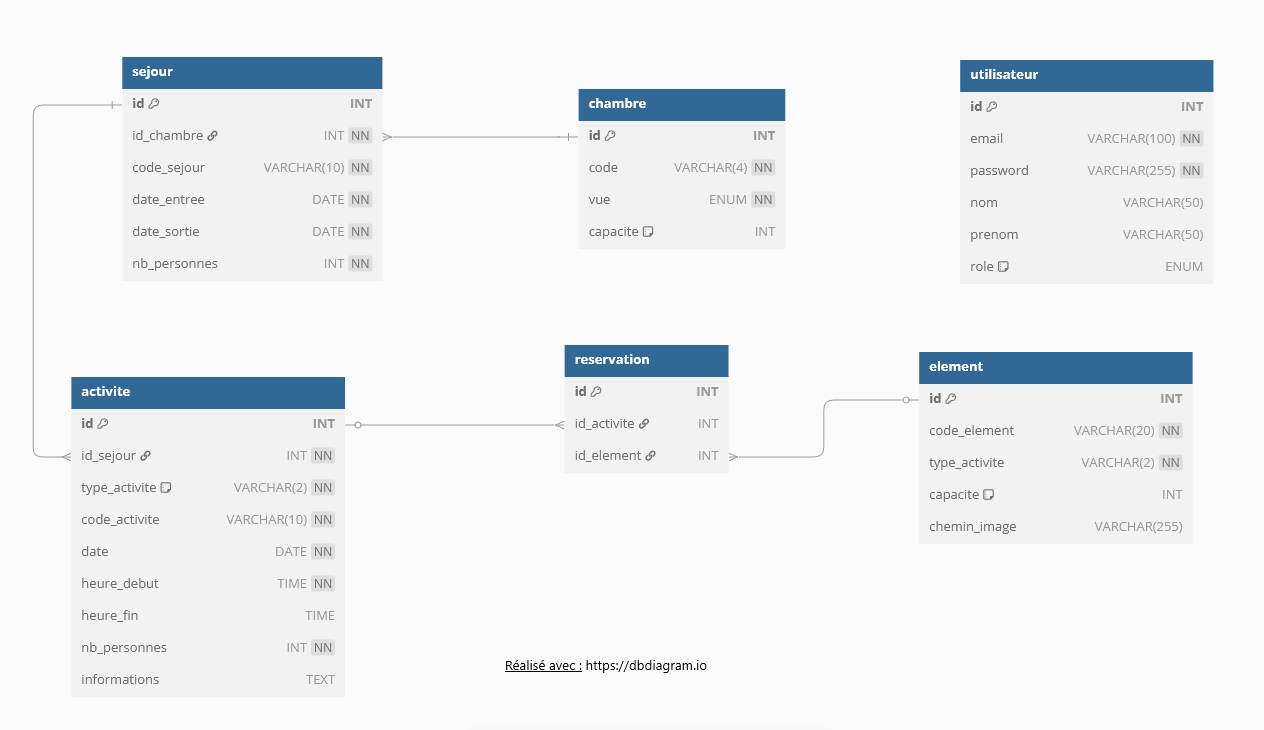 sejour
id INT
id_chambre INT NN
code_sejour VARCHAR(10) NN
date_entree DATE NN
date_sortie DATE NN
nb_personnes INT NN
chambre
id INT
code VARCHAR(4) NN
vue ENUM NN
capacite INT
utilisateur
id INT
email VARCHAR(100) NN
password VARCHAR(255) NN
nom VARCHAR(50)
prenom VARCHAR(50)
role ENUM
activite
id INT
id_sejour INT NN
type_activite VARCHAR(2) NN
code_activite VARCHAR(10) NN
date DATE NN
heure_debut TIME NN
heure_fin TIME
nb_personnes INT NN
informations TEXT
reservation
id INT
id_activite INT
id_element INT
element
id INT
code_element VARCHAR(20) NN
type_activite VARCHAR(2) NN
capacite INT
chemin_image VARCHAR(255)
Réalisé avec : https://dbdiagram.io